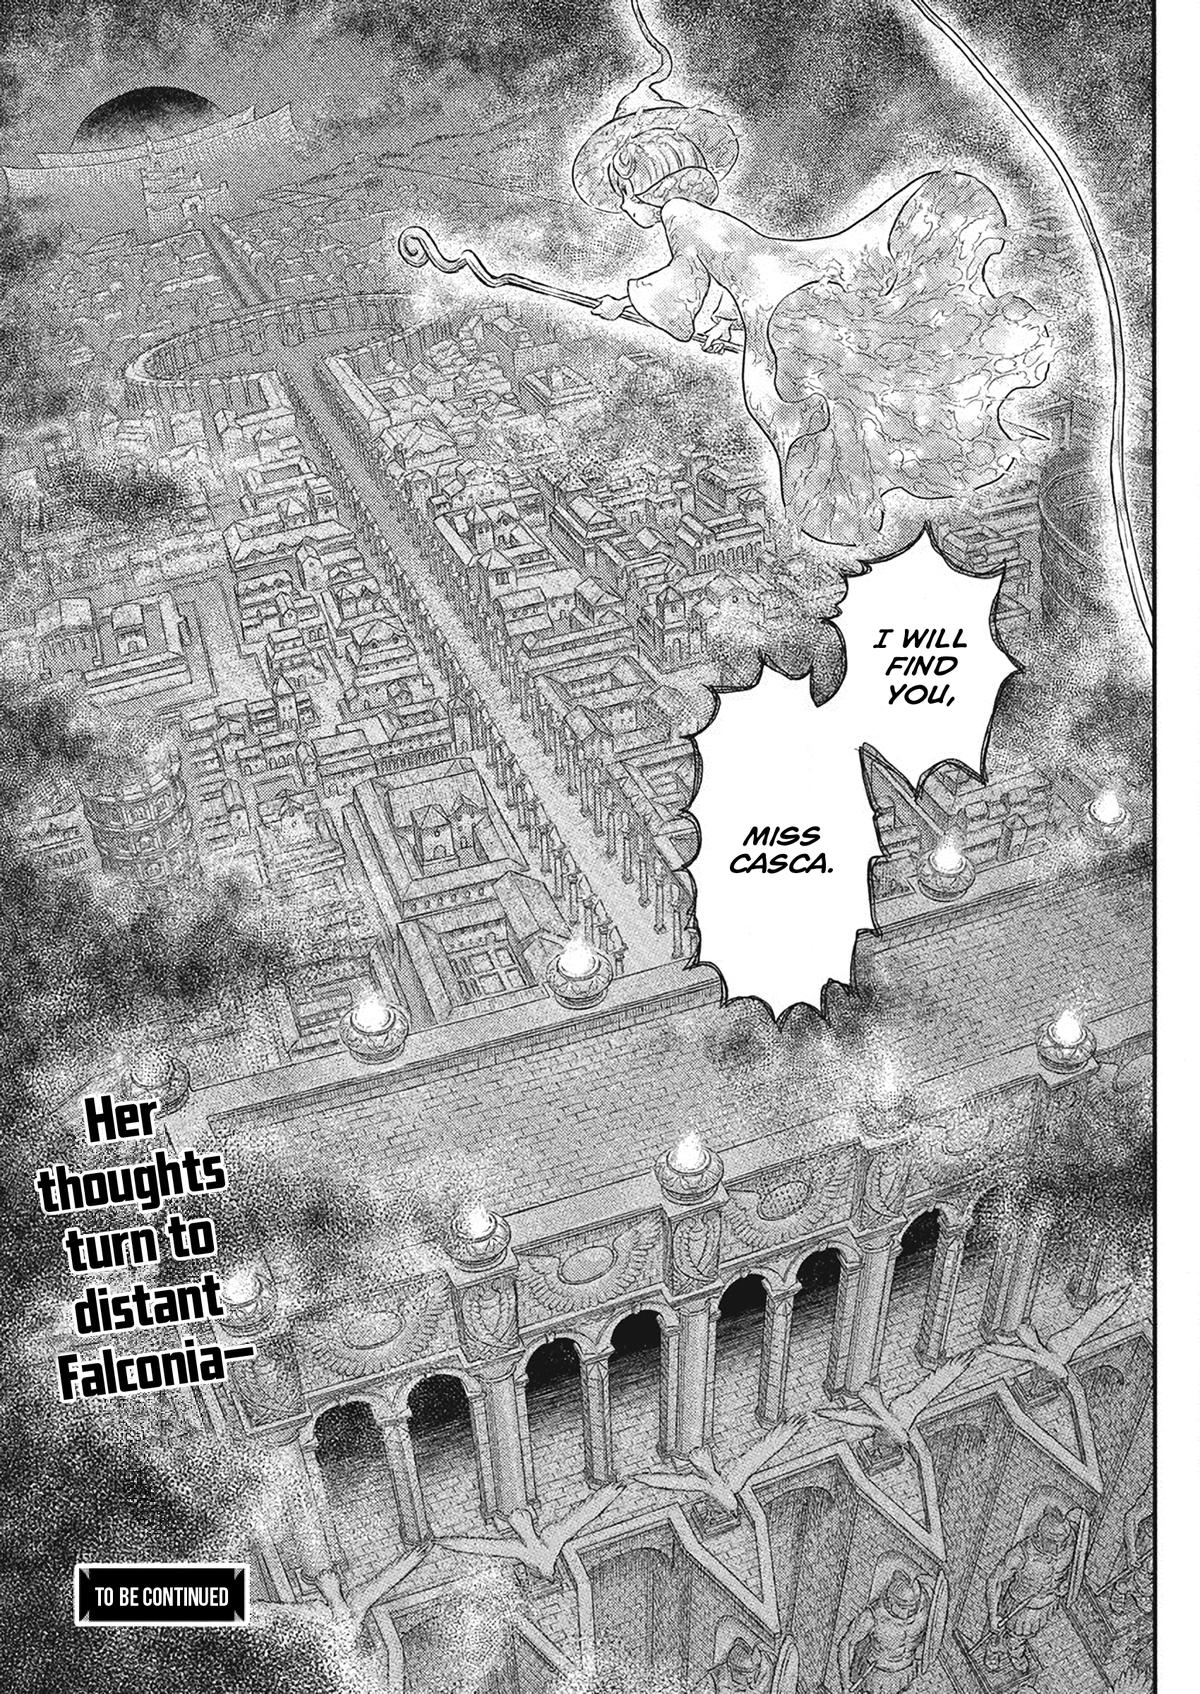 I WILL
FIND
YOU,
MISS
CASCA.
Her
thoughts
turn to
distant
Falconia—
TO BE CONTINUED